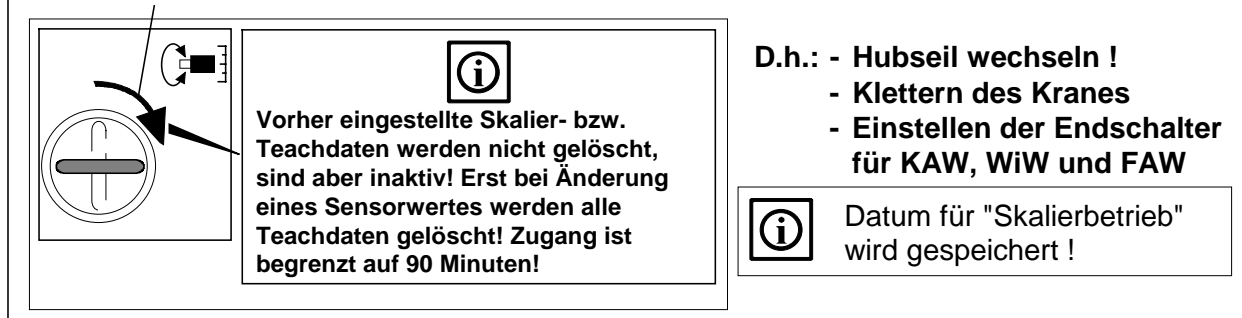 Vorher eingestellte Skalier- bzw.
Teachdaten werden nicht gelöscht,
sind aber inaktiv! Erst bei Änderung
eines Sensorwertes werden alle
Teachdaten gelöscht! Zugang ist
begrenzt auf 90 Minuten!
D.h.: - Hubseil wechseln !
- Klettern des Kranes
- Einstellen der Endschalter
für KAW, WiW und FAW
Datum für "Skalierbetrieb"
wird gespeichert !